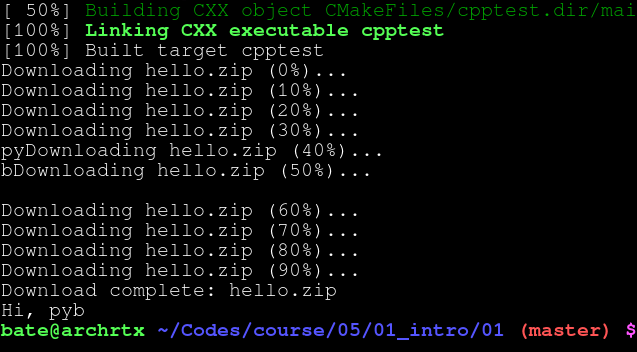 [ 50%] Building CXX object CMakeFiles/cpptest.dir/mai
[100%] Linking CXX executable cpptest
[100%] Built target cpptest
Downloading hello.zip (0%)...
Downloading hello.zip (10%)...
Downloading hello.zip (20%)...
Downloading hello.zip (30%)...
pyDownloading hello.zip (40%)...
bDownloading hello.zip (50%)...
Downloading hello.zip (60%)...
Downloading hello.zip (70%)...
Downloading hello.zip (80%)...
Downloading hello.zip (90%)...
Download complete: hello.zip
Hi, pyb
bate@archrtx ~/Codes/course/05/01_intro/01 (master) $